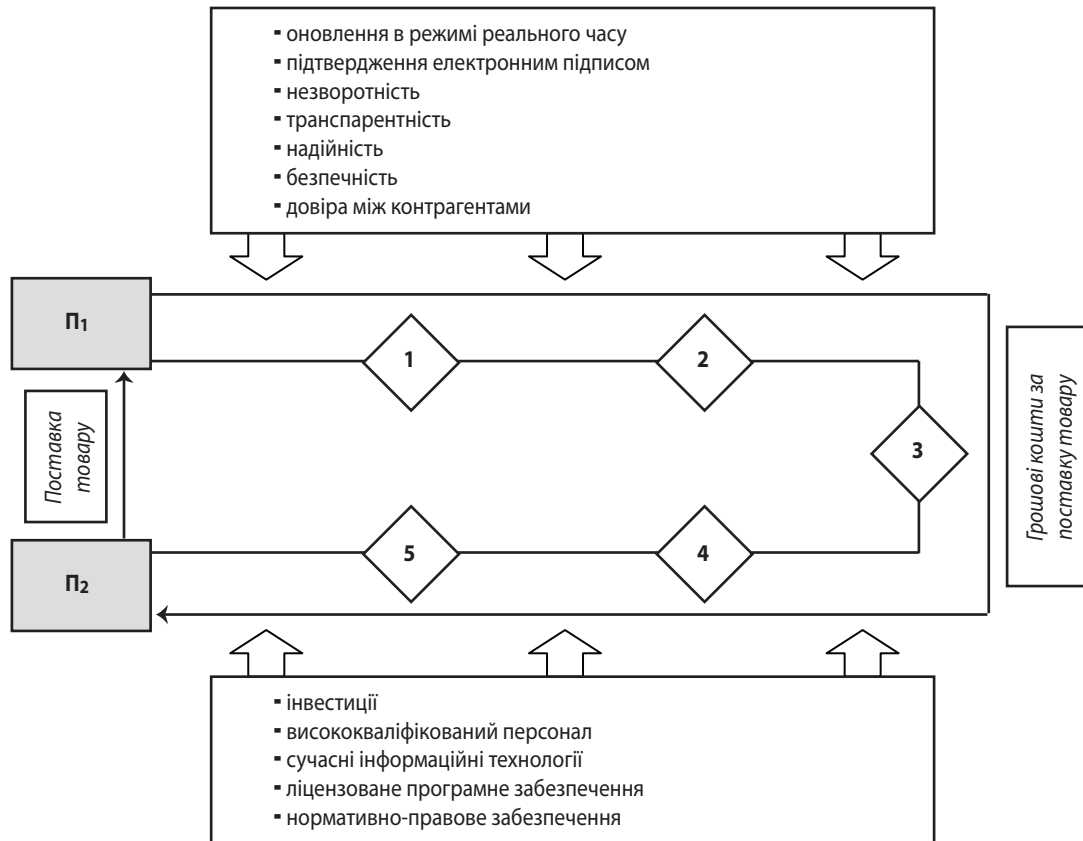 - оновлення в режимі реального часу
- підтвердження електронним підписом
- незворотність
- транспарентність
- надійність
- безпечність
- довіра між контрагентами
П1
1
2
Поставка
товару
3
Грошові кошти за
поставку товару
П2
5
4
- інвестиції
- висококваліфікований персонал
- сучасні інформаційні технології
- ліцензоване програмне забезпечення
- нормативно-правове забезпечення